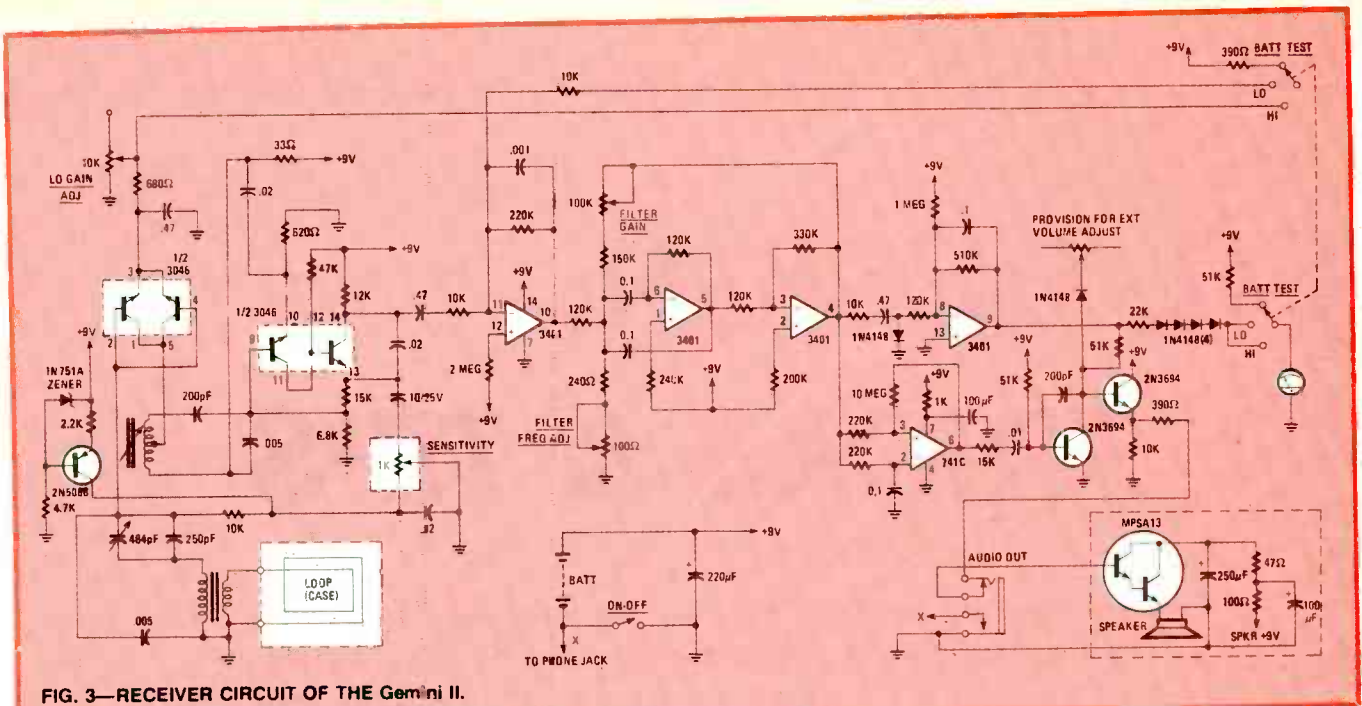 +9V
390Ω
BATT TEST
LO
HI
10K
33Ω
+9V
.02
10K
LO GAIN
ADJ
680Ω
.47
620Ω
+9V
47K
12K
.001
220K
100K
FILTER
GAIN
150K
120K
330K
+9V
1 MEG
.1
510K
PROVISION FOR EXT
VOLUME ADJUST
1/2
3046
3
4
2
1
5
1/2 3046
10
12
14
9
11
13
.47
10K
11
12
+9V
14
10
7
120K
0.1
0.1
6
1
5
3401
120K
3
2
4
3401
10K
.47
120K
1N4148
8
13
9
3401
1N4148
51K
+9V
BATT TEST
22K
1N4148(4)
LO
HI
+9V
1N751A
ZENER
2.2K
200pF
.005
15K
6.8K
.02
10/25V
2 MEG
+9V
240Ω
+9V
200K
10 MEG
+9V
1K
100µF
51K
200pF
51K
+9V
2N3694
390Ω
FILTER
FREQ ADJ
100Ω
220K
220K
3
2
7
6
4
15K
.01
2N3694
10K
0.1
SENSITIVITY
1K
4.7K
10K
484pF
250pF
LOOP
(CASE)
.005
BATT
ON-OFF
X
TO PHONE JACK
220µF
+9V
AUDIO OUT
X
MPSA13
SPEAKER
250µF
47Ω
100Ω
100
µF
SPKR +9V
FIG. 3—RECEIVER CIRCUIT OF THE Gemini II.